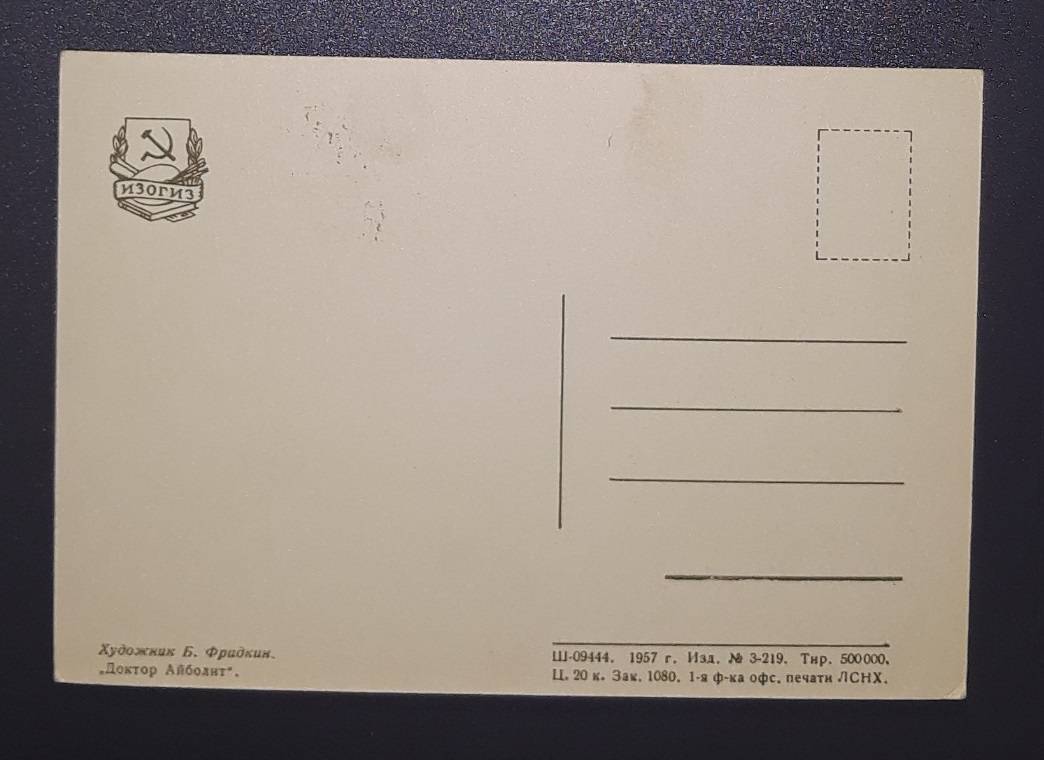 ИЗОГИЗ
Художник Б. Фрадкин.
„Доктор Айболит“.
Ш-09444. 1957 г. Изд. № 3-219. Тир. 500000.
Ц. 20 к. Зак. 1080. 1-я ф-ка офс. печати ЛСНХ.